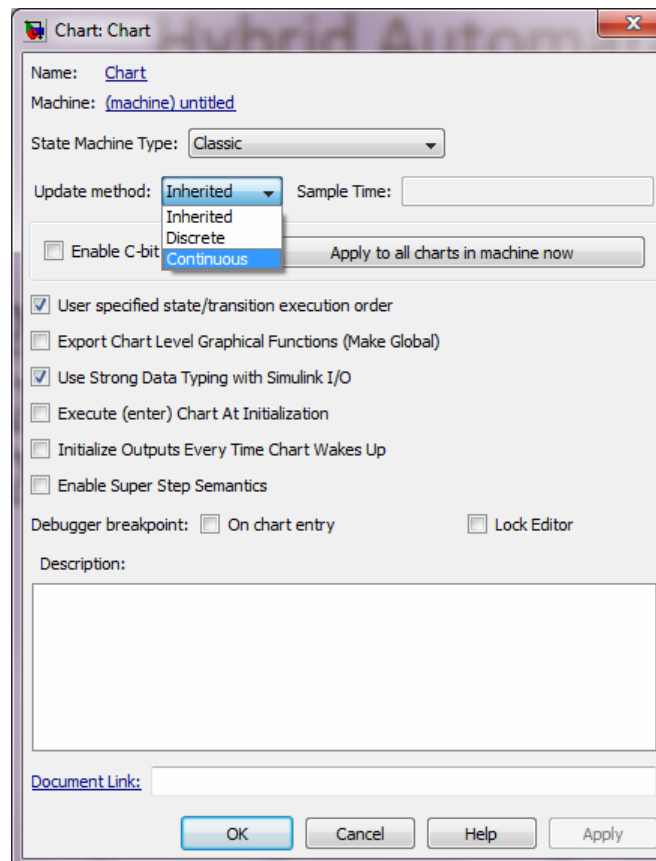 Chart: Chart
Hybrid Automat
Name: Chart
Machine: (machine) untitled
State Machine Type: Classic
Update method: Inherited Sample Time:
Inherited
Discrete
Continuous
Enable C-bit Apply to all charts in machine now
User specified state/transition execution order
Export Chart Level Graphical Functions (Make Global)
Use Strong Data Typing with Simulink I/O
Execute (enter) Chart At Initialization
Initialize Outputs Every Time Chart Wakes Up
Enable Super Step Semantics
Debugger breakpoint: On chart entry Lock Editor
Description:
Document Link:
OK Cancel Help Apply